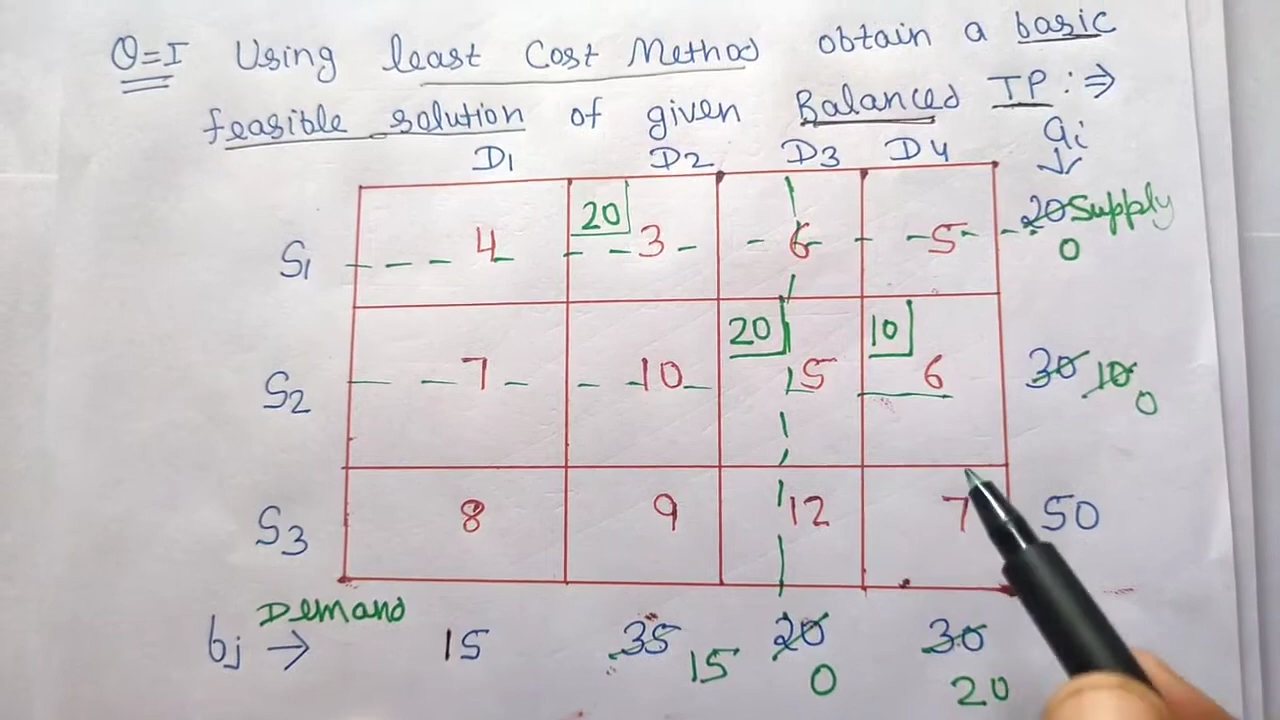 Q=I Using least Cost Method obtain a basic
feasible solution of given Balanced TP :⇒
D1 D2 D3 D4 ai ↓
S1 4 20 3 6 5 20 Supply
0
S2 7 10 20 5 10 6 30 10 0
S3 8 9 12 7 50
Demand
bj → 15 35 15 20 0 30 20